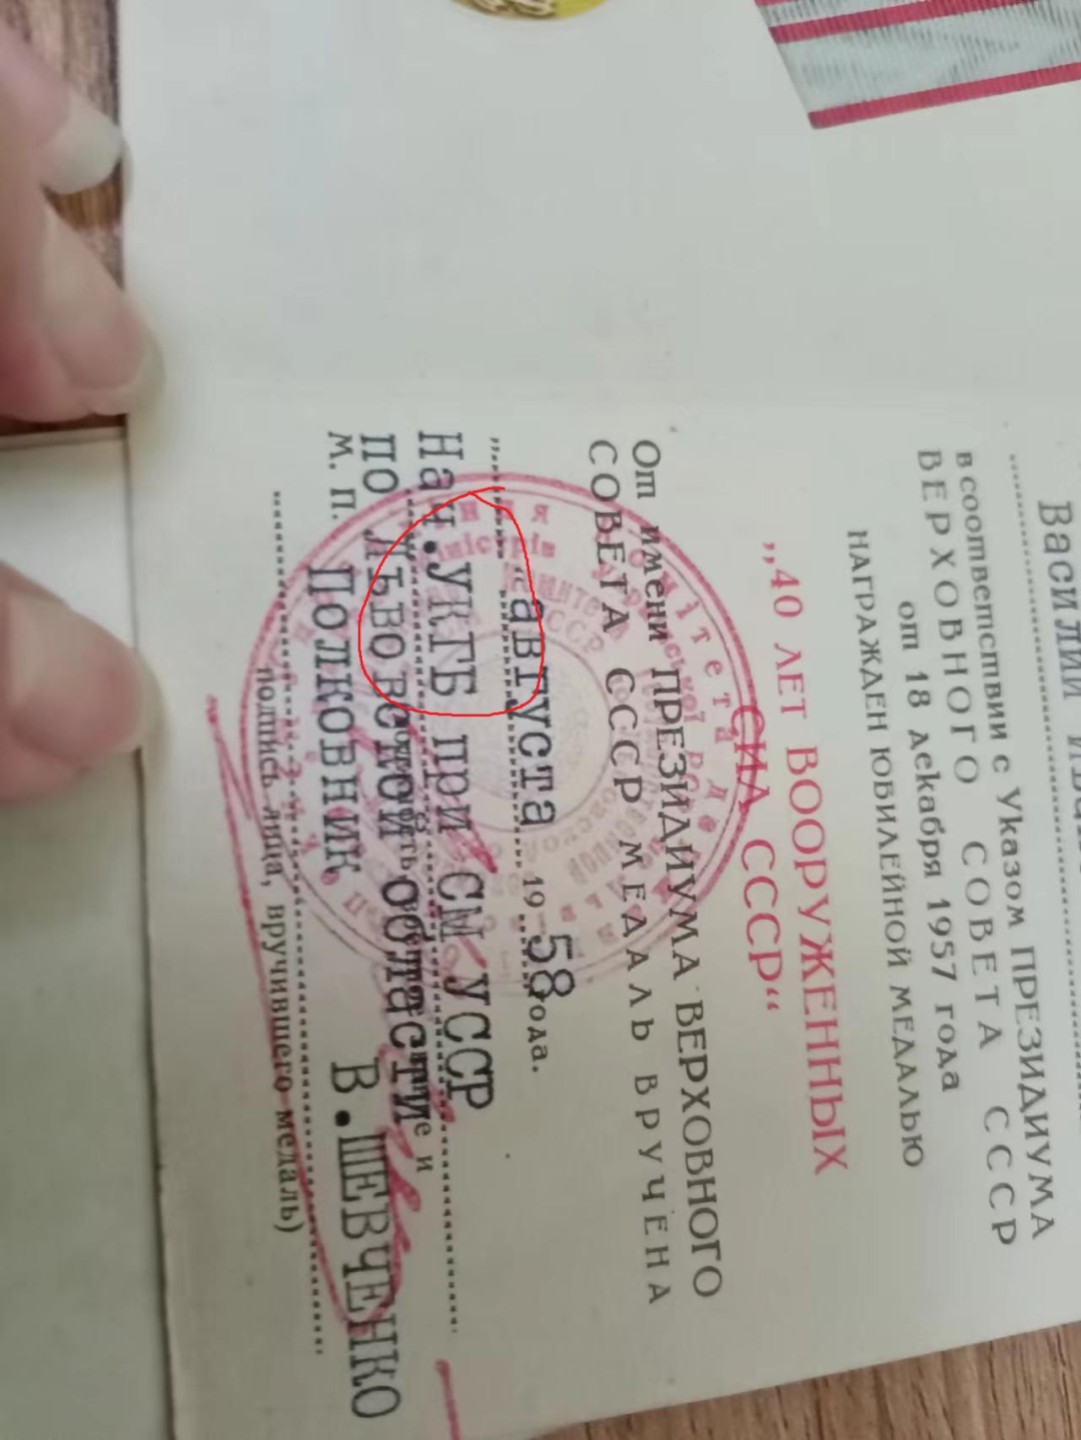 Василий
в соответствии с Указом ПРЕЗИДИУМА
ВЕРХОВНОГО СОВЕТА СССР
от 18 декабря 1957 года
НАГРАЖДЕН ЮБИЛЕЙНОЙ МЕДАЛЬЮ
„40 ЛЕТ ВООРУЖЕННЫХ
СИЛ СССР“
От имени ПРЕЗИДИУМА ВЕРХОВНОГО
СОВЕТА СССР МЕДАЛЬ ВРУЧЕНА
„ “ августа 1958 года.
Нач.УКГБ при СМ УССР
по Львовской области
М. П. Полковник В.ШЕВЧЕНКО
подпись лица, вручившего медаль)